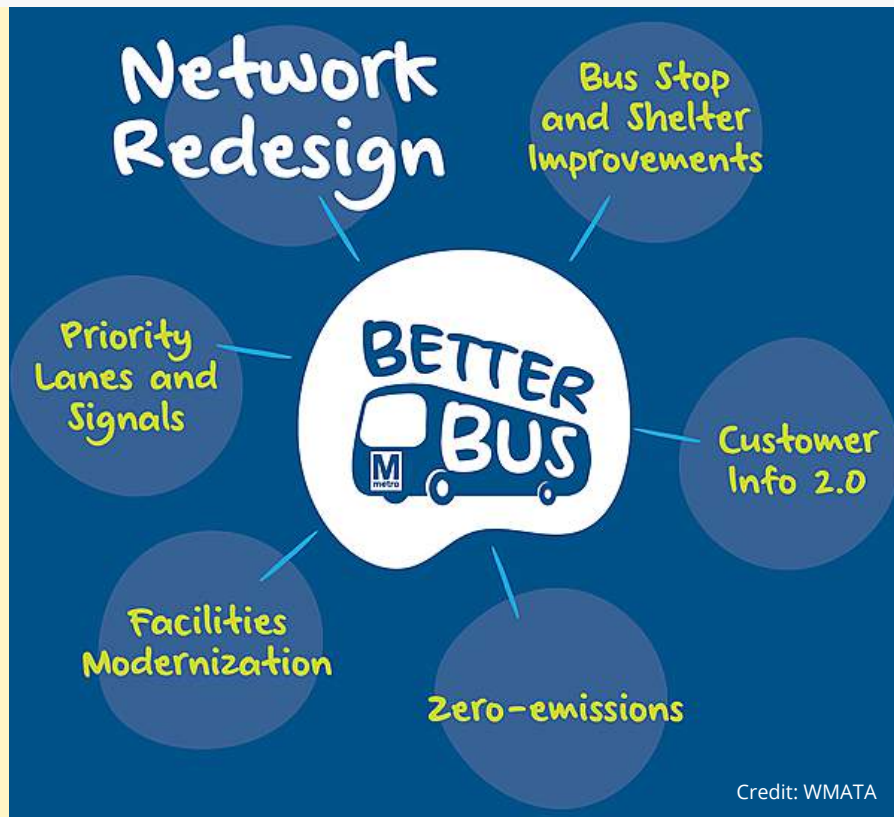 Network
Redesign
Bus Stop
and Shelter
Improvements
Priority
Lanes and
Signals
BETTER
BUS
M
metro
Customer
Info 2.0
Facilities
Modernization
Zero-emissions
Credit: WMATA